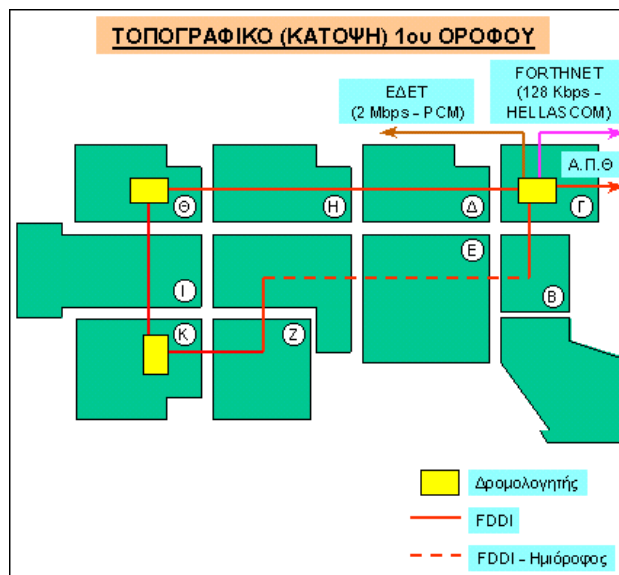 ΤΟΠΟΓΡΑΦΙΚΟ (ΚΑΤΟΨΗ) 1ου ΟΡΟΦΟΥ
ΕΔΕΤ
(2 Mbps – PCM)
FORTHNET
(128 Kbps –
HELLASCOM)
Α.Π.Θ
Θ
Η
Δ
Γ
Ε
Ι
Β
Κ
Ζ
Δρομολογητής
FDDI
FDDI – Ημιόροφος